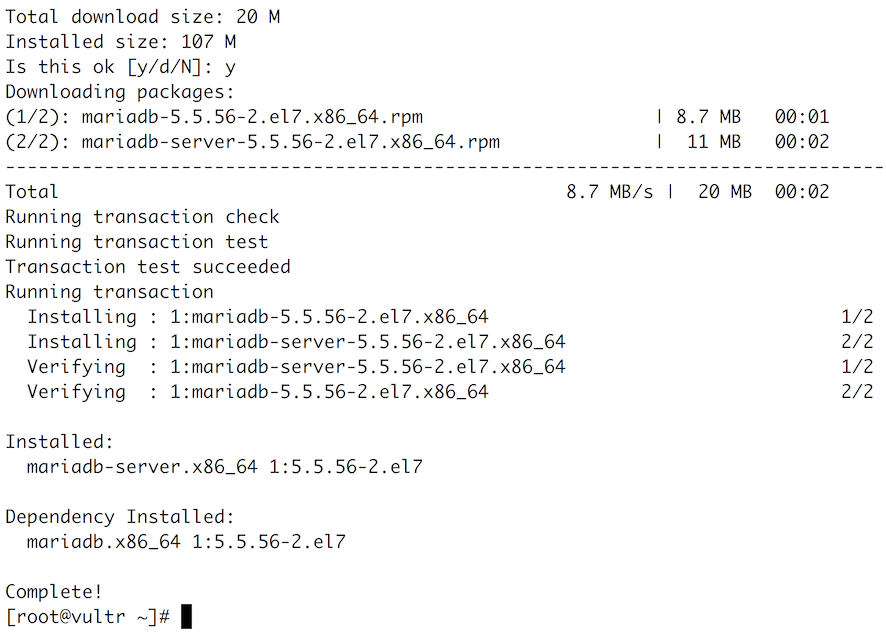 Total download size: 20 M
Installed size: 107 M
Is this ok [y/d/N]: y
Downloading packages:
(1/2): mariadb-5.5.56-2.el7.x86_64.rpm | 8.7 MB 00:01
(2/2): mariadb-server-5.5.56-2.el7.x86_64.rpm | 11 MB 00:02
--------------------------------------------------------------------------------
Total 8.7 MB/s | 20 MB 00:02
Running transaction check
Running transaction test
Transaction test succeeded
Running transaction
Installing : 1:mariadb-5.5.56-2.el7.x86_64 1/2
Installing : 1:mariadb-server-5.5.56-2.el7.x86_64 2/2
Verifying : 1:mariadb-server-5.5.56-2.el7.x86_64 1/2
Verifying : 1:mariadb-5.5.56-2.el7.x86_64 2/2
Installed:
mariadb-server.x86_64 1:5.5.56-2.el7
Dependency Installed:
mariadb.x86_64 1:5.5.56-2.el7
Complete!
[root@vultr ~]#